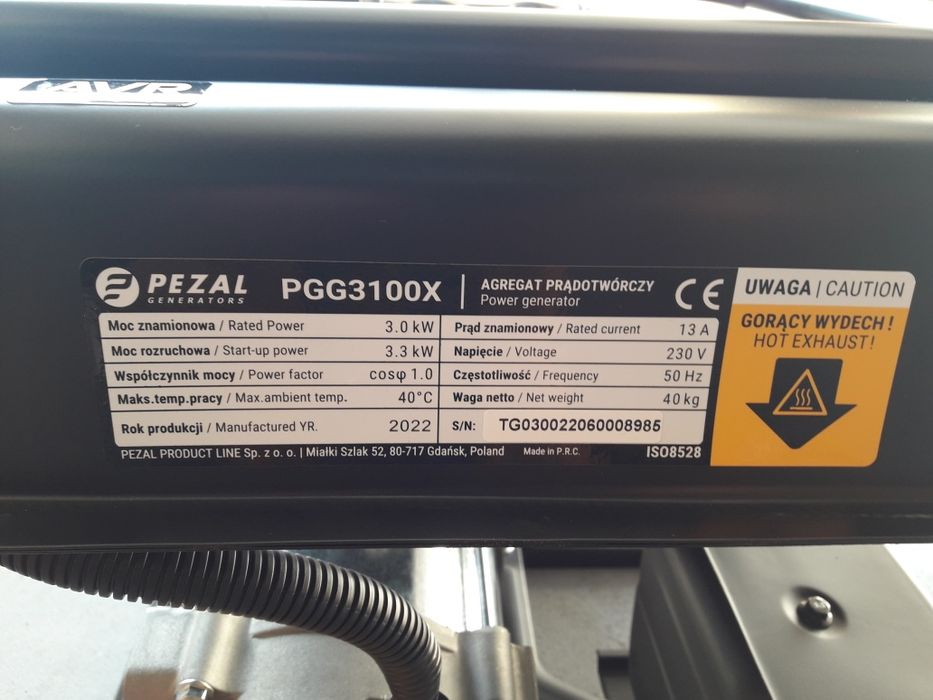 AVR
PEZAL
GENERATORS
PGG3100X
AGREGAT PRĄDOTWÓRCZY
Power generator
CE
Moc znamionowa / Rated Power 3.0 kW
Moc rozruchowa / Start-up power 3.3 kW
Współczynnik mocy / Power factor cosφ 1.0
Maks.temp.pracy / Max.ambient temp. 40°C
Rok produkcji / Manufactured YR. 2022
Prąd znamionowy / Rated current 13 A
Napięcie / Voltage 230 V
Częstotliwość / Frequency 50 Hz
Waga netto / Net weight 40 kg
S/N: TG030022060008985
PEZAL PRODUCT LINE Sp. z o. o. | Miałki Szlak 52, 80-717 Gdańsk, Poland Made in P.R.C. ISO8528
UWAGA | CAUTION
GORĄCY WYDECH !
HOT EXHAUST !